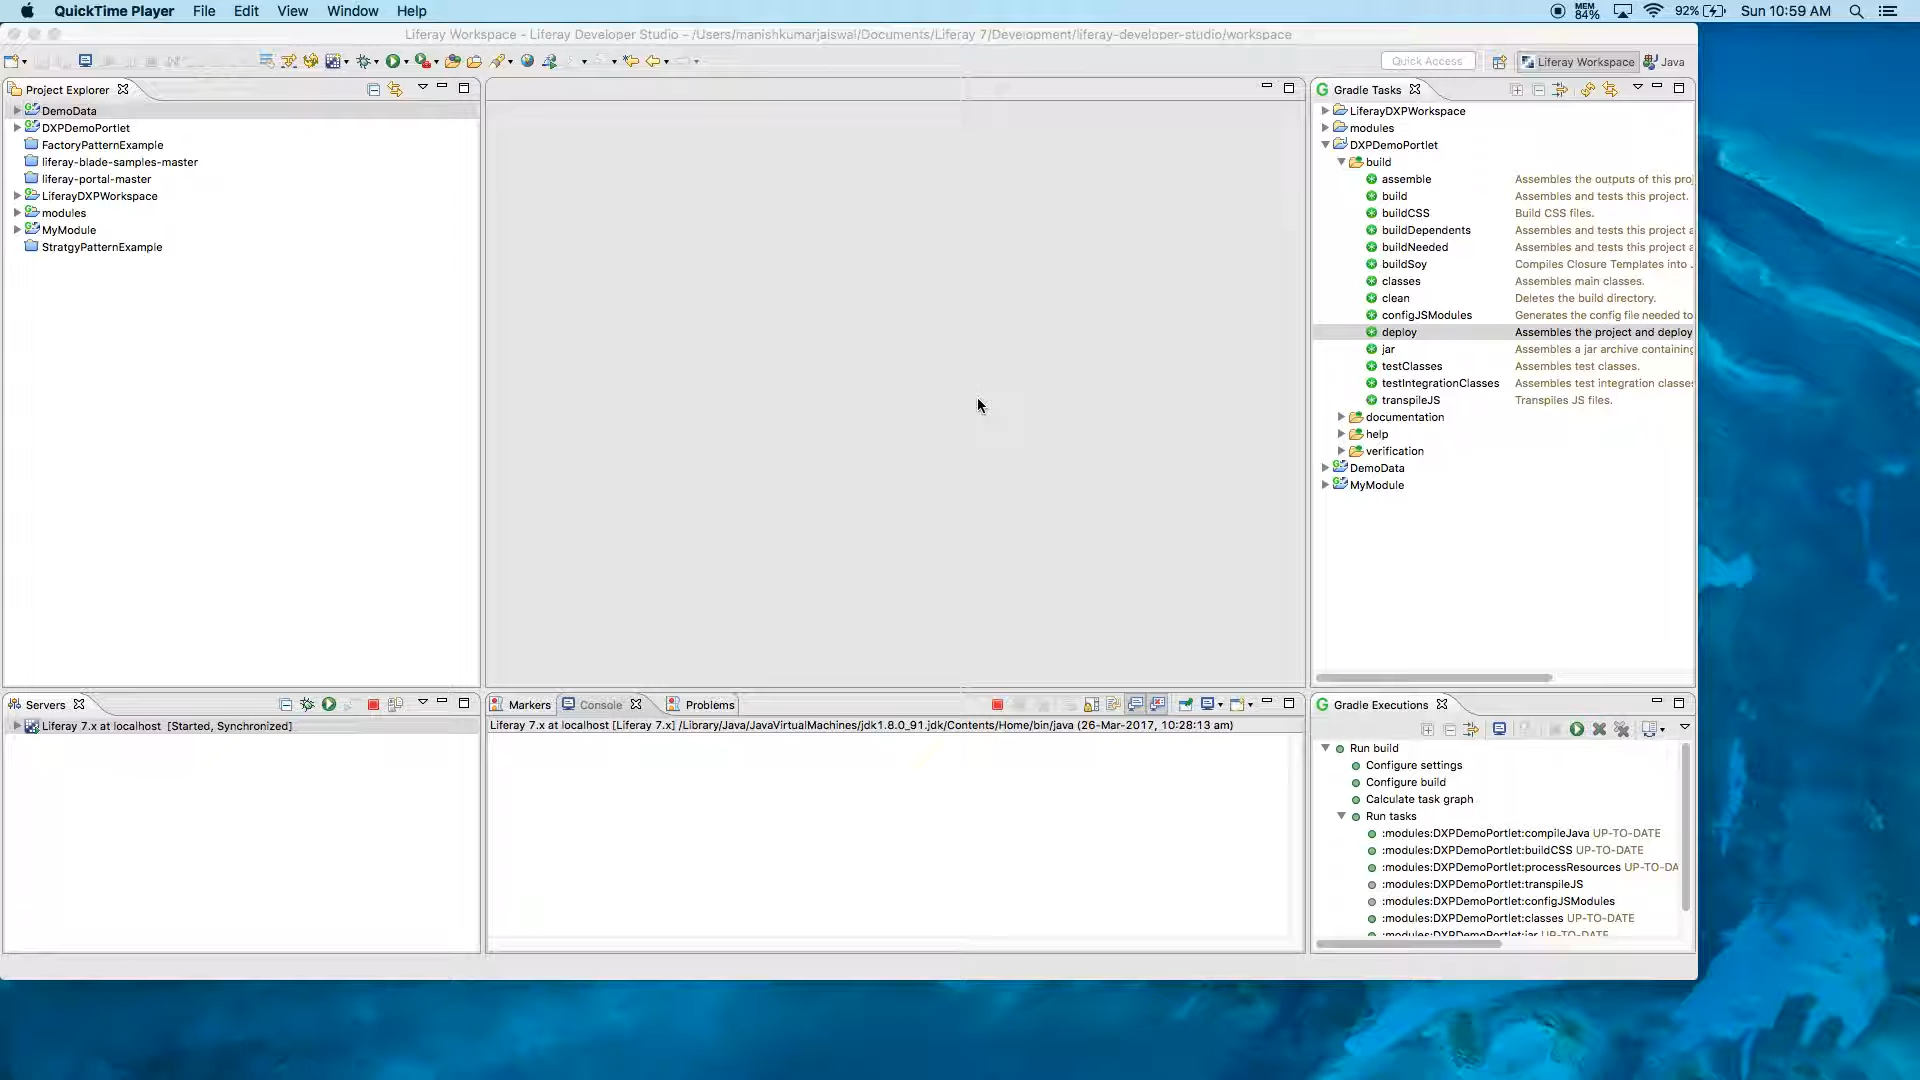 QuickTime Player File Edit View Window Help
MEM
84% 92% Sun 10:59 AM
Liferay Workspace - Liferay Developer Studio - /Users/manishkumarjaiswal/Documents/Liferay 7/Development/liferay-developer-studio/workspace
Quick Access Liferay Workspace Java
Project Explorer
DemoData
DXPDemoPortlet
FactoryPatternExample
liferay-blade-samples-master
liferay-portal-master
LiferayDXPWorkspace
modules
MyModule
StratgyPatternExample
Gradle Tasks
LiferayDXPWorkspace
modules
DXPDemoPortlet
build
assemble Assembles the outputs of this proj
build Assembles and tests this project.
buildCSS Build CSS files.
buildDependents Assembles and tests this project a
buildNeeded Assembles and tests this project a
buildSoy Compiles Closure Templates into .
classes Assembles main classes.
clean Deletes the build directory.
configJSModules Generates the config file needed to
deploy Assembles the project and deploy
jar Assembles a jar archive containing
testClasses Assembles test classes.
testIntegrationClasses Assembles test integration classes
transpileJS Transpiles JS files.
documentation
help
verification
DemoData
MyModule
Servers
Liferay 7.x at localhost [Started, Synchronized]
Markers Console Problems
Liferay 7.x at localhost [Liferay 7.x] /Library/Java/JavaVirtualMachines/jdk1.8.0_91.jdk/Contents/Home/bin/java (26-Mar-2017, 10:28:13 am)
Gradle Executions
Run build
Configure settings
Configure build
Calculate task graph
Run tasks
:modules:DXPDemoPortlet:compileJava UP-TO-DATE
:modules:DXPDemoPortlet:buildCSS UP-TO-DATE
:modules:DXPDemoPortlet:processResources UP-TO-DA
:modules:DXPDemoPortlet:transpileJS
:modules:DXPDemoPortlet:configJSModules
:modules:DXPDemoPortlet:classes UP-TO-DATE
:modules:DXPDemoPortlet:jar UP-TO-DATE